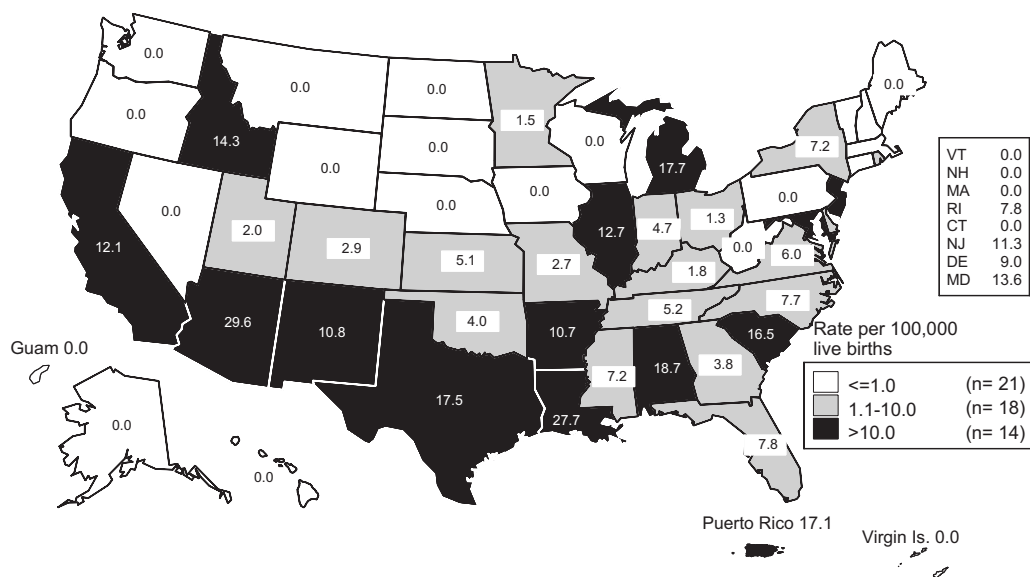 0.0
0.0
0.0
0.0
1.5
0.0
7.2
0.0
14.3
0.0
0.0
0.0
17.7
VT 0.0
NH 0.0
MA 0.0
RI 7.8
CT 0.0
NJ 11.3
DE 9.0
MD 13.6
12.1
0.0
2.0
2.9
0.0
5.1
0.0
2.7
12.7
4.7
1.3
0.0
0.0
6.0
1.8
29.6
10.8
4.0
10.7
5.2
7.7
16.5
17.5
27.7
7.2
18.7
3.8
7.8
Rate per 100,000
live births
<=1.0 (n= 21)
1.1-10.0 (n= 18)
>10.0 (n= 14)
Guam 0.0
0.0
0.0
Puerto Rico 17.1
Virgin Is. 0.0